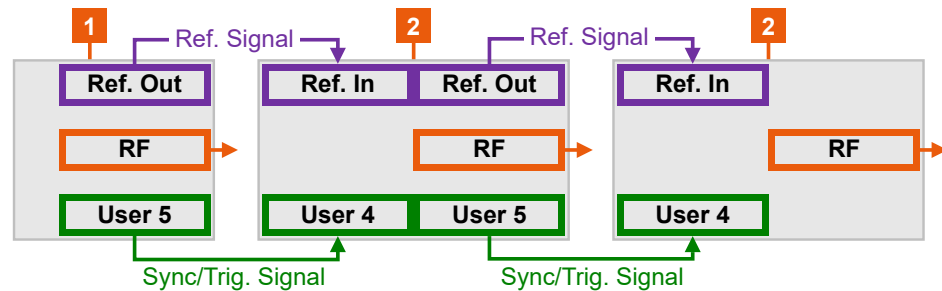 1
Ref. Signal
2
Ref. Signal
2
Ref. Out
Ref. In
Ref. Out
Ref. In
RF
RF
RF
User 5
User 4
User 5
User 4
Sync/Trig. Signal
Sync/Trig. Signal